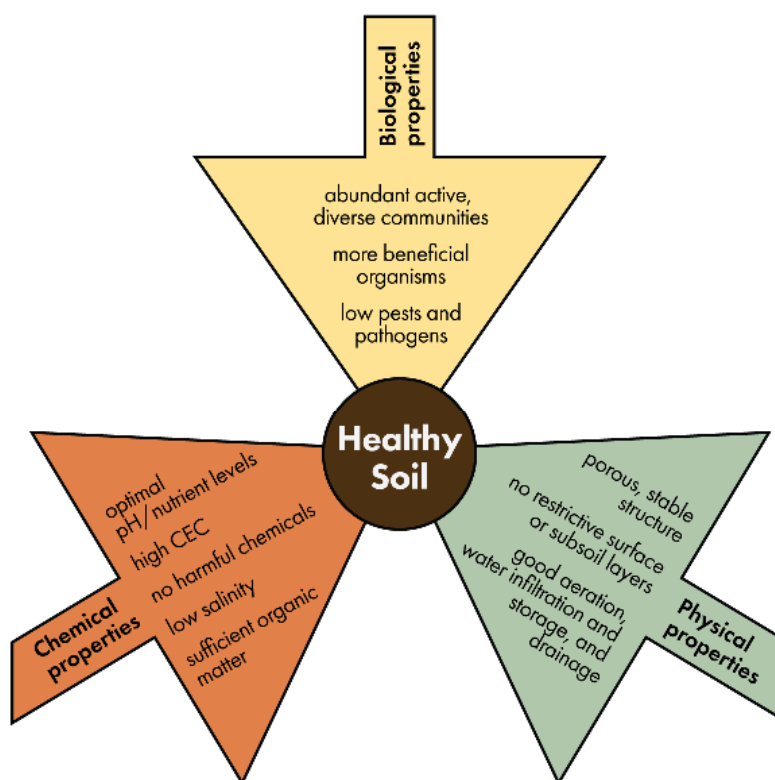 Biological
properties
abundant active,
diverse communities
more beneficial
organisms
low pests and
pathogens
Healthy
Soil
Chemical
properties
optimal
pH/nutrient levels
high CEC
no harmful chemicals
low salinity
sufficient organic
matter
Physical
properties
porous, stable
structure
no restrictive surface
or subsoil layers
good aeration,
water infiltration and
storage, and
drainage